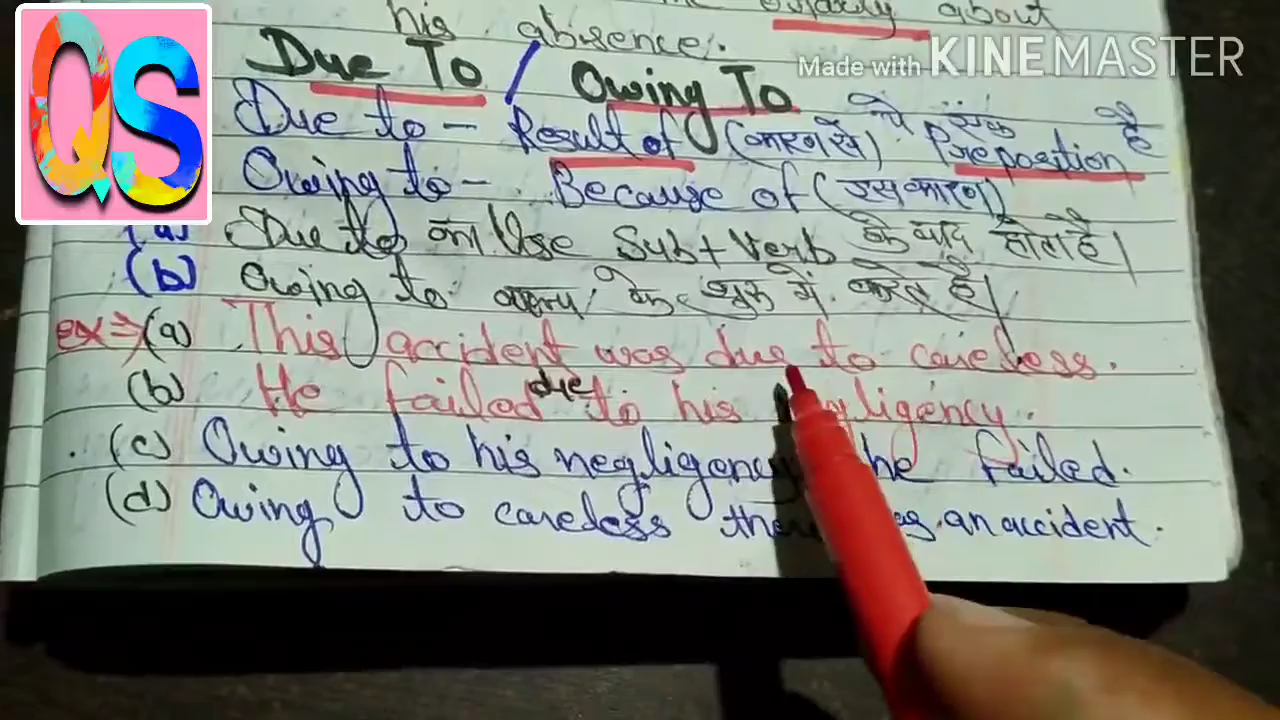 QS
Made with KINEMASTER
about
his absence.
Due To / Owing To
Due to - Result of (कारण से) ये एक Preposition है
Owing to - Because of (इस कारण)
(a) Due to का Use Sub + Verb के बाद होता है।
(b) Owing to वाक्य के शुरू में करते हैं।
ex ⇒ (a) This accident was due to careless.
(b) He failed due to his negligency.
(c) Owing to his negligency he failed.
(d) Owing to careless an accident.